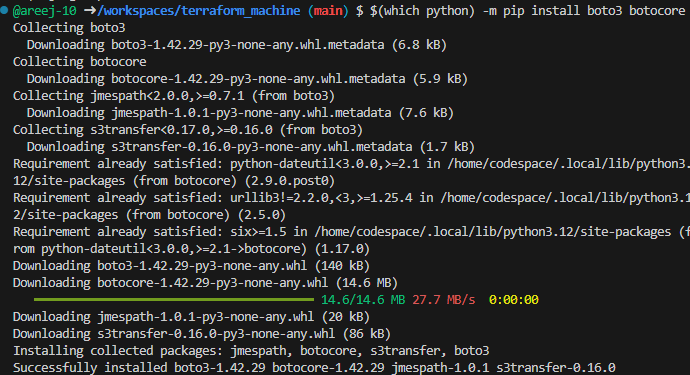 @areej-10 ➜/workspaces/terraform_machine (main) $ $(which python) -m pip install boto3 botocore
Collecting boto3
  Downloading boto3-1.42.29-py3-none-any.whl.metadata (6.8 kB)
Collecting botocore
  Downloading botocore-1.42.29-py3-none-any.whl.metadata (5.9 kB)
Collecting jmespath<2.0.0,>=0.7.1 (from boto3)
  Downloading jmespath-1.0.1-py3-none-any.whl.metadata (7.6 kB)
Collecting s3transfer<0.17.0,>=0.16.0 (from boto3)
  Downloading s3transfer-0.16.0-py3-none-any.whl.metadata (1.7 kB)
Requirement already satisfied: python-dateutil<3.0.0,>=2.1 in /home/codespace/.local/lib/python3.
12/site-packages (from botocore) (2.9.0.post0)
Requirement already satisfied: urllib3!=2.2.0,<3,>=1.25.4 in /home/codespace/.local/lib/python3.1
2/site-packages (from botocore) (2.5.0)
Requirement already satisfied: six>=1.5 in /home/codespace/.local/lib/python3.12/site-packages (f
rom python-dateutil<3.0.0,>=2.1->botocore) (1.17.0)
Downloading boto3-1.42.29-py3-none-any.whl (140 kB)
Downloading botocore-1.42.29-py3-none-any.whl (14.6 MB)
14.6/14.6 MB 27.7 MB/s  0:00:00
Downloading jmespath-1.0.1-py3-none-any.whl (20 kB)
Downloading s3transfer-0.16.0-py3-none-any.whl (86 kB)
Installing collected packages: jmespath, botocore, s3transfer, boto3
Successfully installed boto3-1.42.29 botocore-1.42.29 jmespath-1.0.1 s3transfer-0.16.0